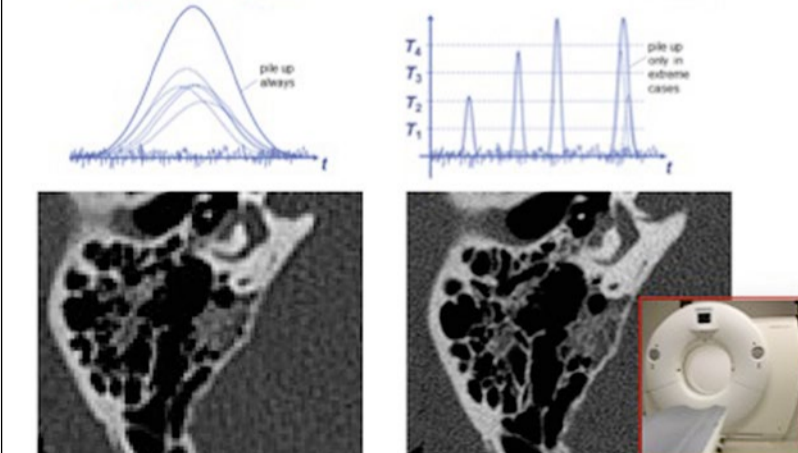 pile up
always
t
T4
T3
T2
T1
pile up
only in
extreme
cases
t